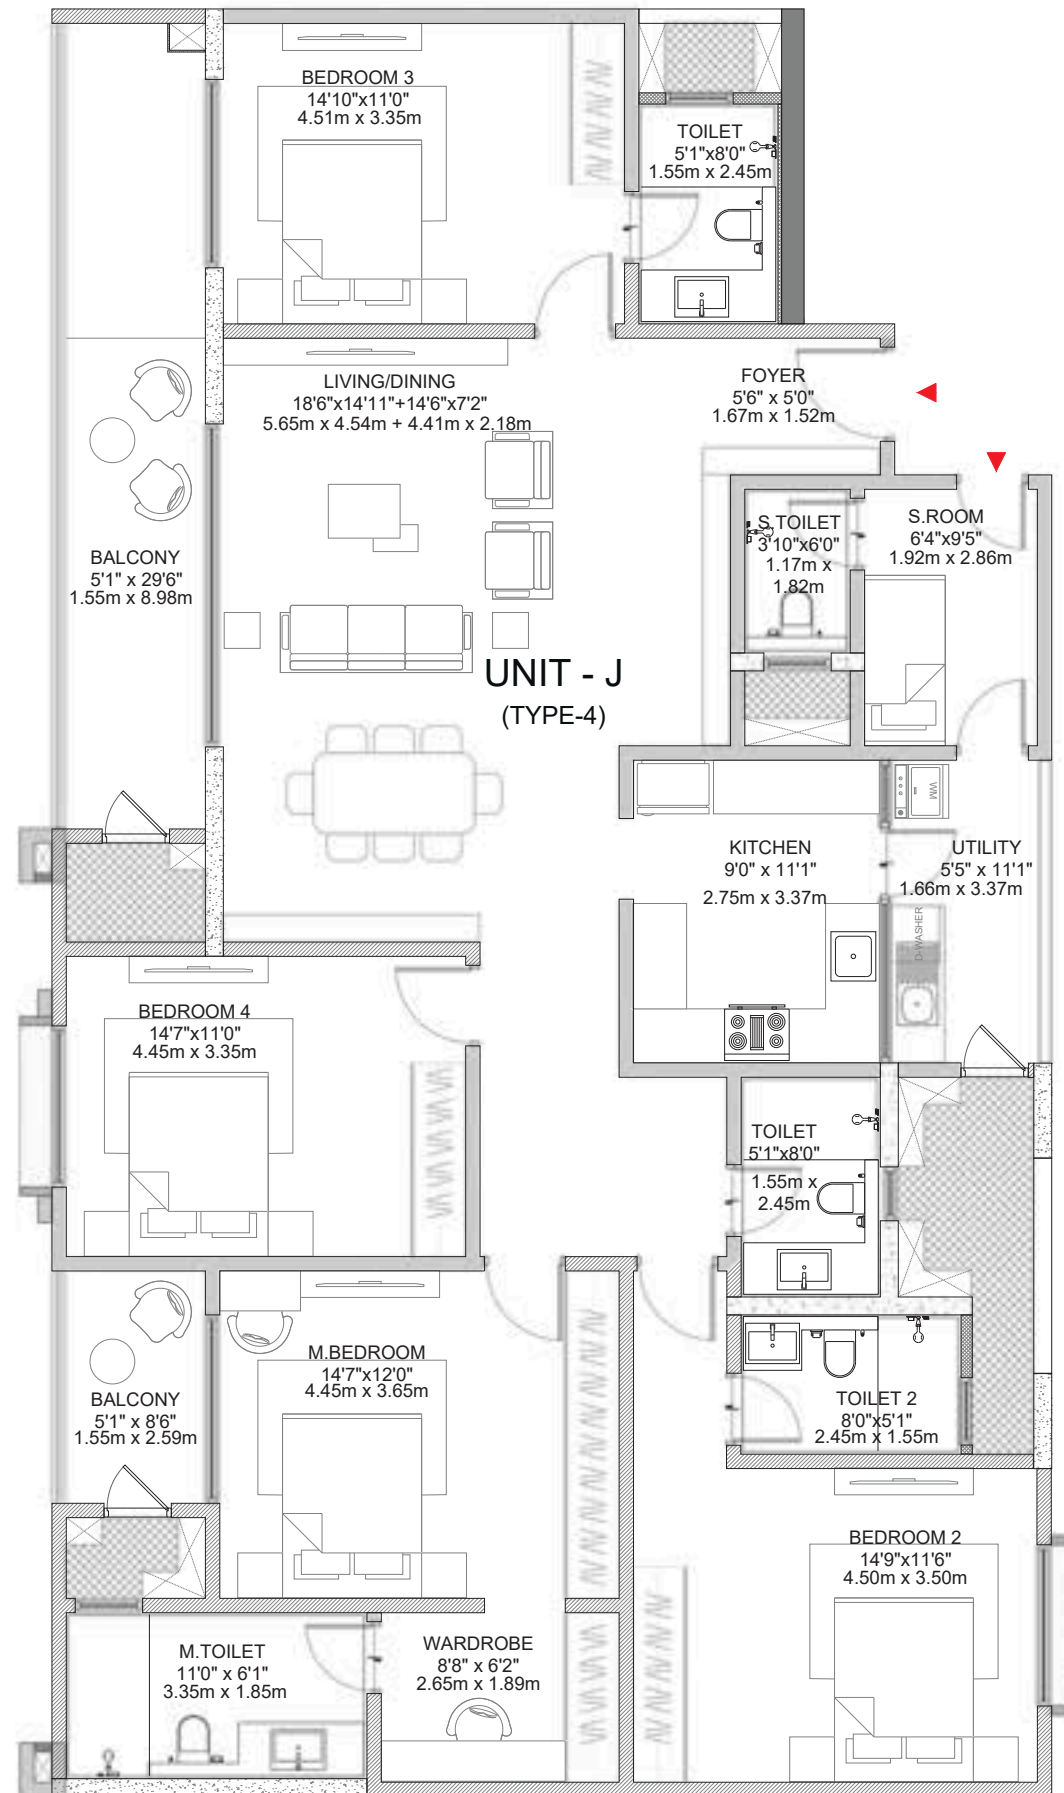 BEDROOM 3
14'10"x11'0"
4.51m x 3.35m
TOILET
5'1"x8'0"
1.55m x 2.45m
LIVING/DINING
18'6"x14'11"+14'6"x7'2"
5.65m x 4.54m + 4.41m x 2.18m
FOYER
5'6" x 5'0"
1.67m x 1.52m
S.TOILET
3'10"x6'0"
1.17m x
1.82m
S.ROOM
6'4"x9'5"
1.92m x 2.86m
BALCONY
5'1" x 29'6"
1.55m x 8.98m
UNIT - J
(TYPE-4)
WM
KITCHEN
9'0" x 11'1"
2.75m x 3.37m
UTILITY
5'5" x 11'1"
1.66m x 3.37m
D-WASHER
BEDROOM 4
14'7"x11'0"
4.45m x 3.35m
TOILET
5'1"x8'0"
1.55m x
2.45m
M.BEDROOM
14'7"x12'0"
4.45m x 3.65m
BALCONY
5'1" x 8'6"
1.55m x 2.59m
TOILET 2
8'0"x5'1"
2.45m x 1.55m
BEDROOM 2
14'9"x11'6"
4.50m x 3.50m
M.TOILET
11'0" x 6'1"
3.35m x 1.85m
WARDROBE
8'8" x 6'2"
2.65m x 1.89m